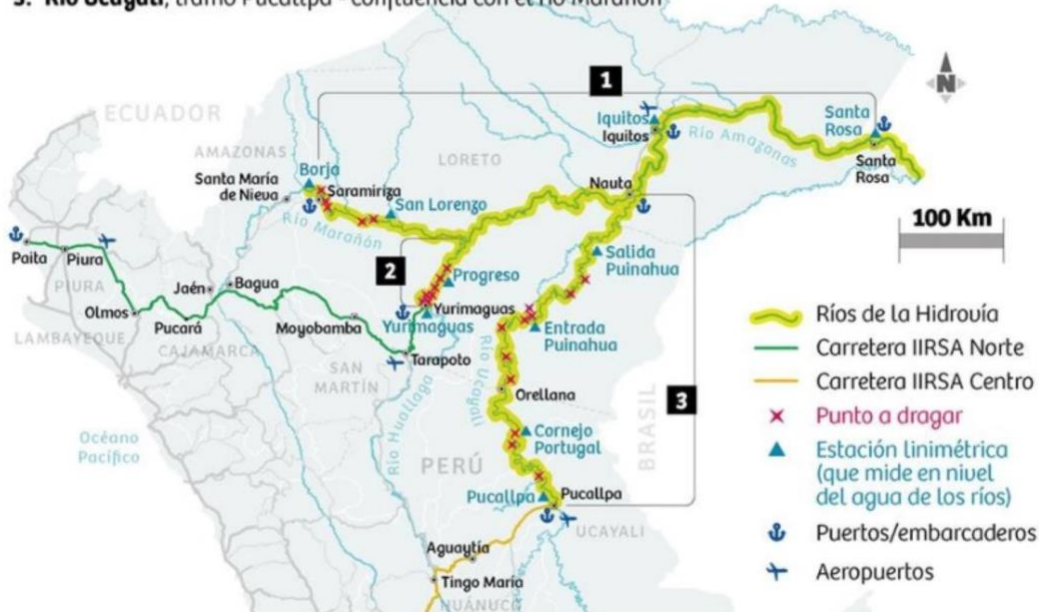 3. Río Ucayali, tramo Pucallpa - confluencia con el río Marañón
ECUADOR
1
N
Iquitos
Iquitos
Río Amazonas
Santa
Rosa
Santa
Rosa
AMAZONAS
LORETO
Borja
Santa María
de Nieva
Saramiriza
San Lorenzo
Nauta
Río Marañón
100 Km
Paita
Piura
PIURA
2
Progreso
Salida
Puinahua
Jaén
Bagua
Yurimaguas
Yurimaguas
Olmos
Pucará
Moyobamba
Entrada
Puinahua
LAMBAYEQUE
CAJAMARCA
Tarapoto
SAN
MARTÍN
Río Ucayali
Orellana
3
BRASIL
Río Huallaga
Océano
Pacífico
Cornejo
Portugal
PERÚ
Pucallpa
Pucallpa
UCAYALI
Aguaytía
Tingo María
HUÁNUCO
Ríos de la Hidrovía
Carretera IIRSA Norte
Carretera IIRSA Centro
Punto a dragar
Estación linimétrica
(que mide en nivel
del agua de los ríos)
Puertos/embarcaderos
Aeropuertos